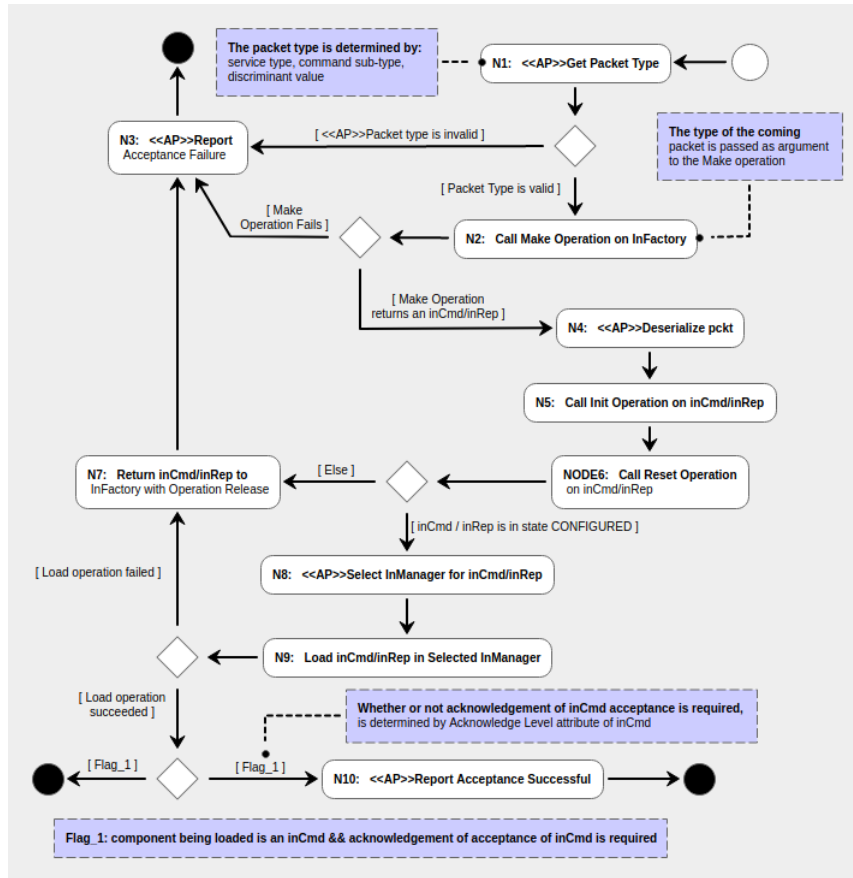 The packet type is determined by:
service type, command sub-type,
discriminant value
N1: <<AP>>Get Packet Type
N3: <<AP>>Report
Acceptance Failure
[ <<AP>>Packet type is invalid ]
The type of the coming
packet is passed as argument
to the Make operation
[ Packet Type is valid ]
[ Make
Operation Fails ]
N2: Call Make Operation on InFactory
[ Make Operation
returns an inCmd/inRep ]
N4: <<AP>>Deserialize pckt
N5: Call Init Operation on inCmd/inRep
N7: Return inCmd/inRep to
InFactory with Operation Release
[ Else ]
NODE6: Call Reset Operation
on inCmd/inRep
[ inCmd / inRep is in state CONFIGURED ]
[ Load operation failed ]
N8: <<AP>>Select InManager for inCmd/inRep
N9: Load inCmd/inRep in Selected InManager
[ Load operation
succeeded ]
Whether or not acknowledgement of inCmd acceptance is required,
is determined by Acknowledge Level attribute of inCmd
[ Flag_1 ]
[ Flag_1 ]
N10: <<AP>>Report Acceptance Successful
Flag_1: component being loaded is an inCmd && acknowledgement of acceptance of inCmd is required